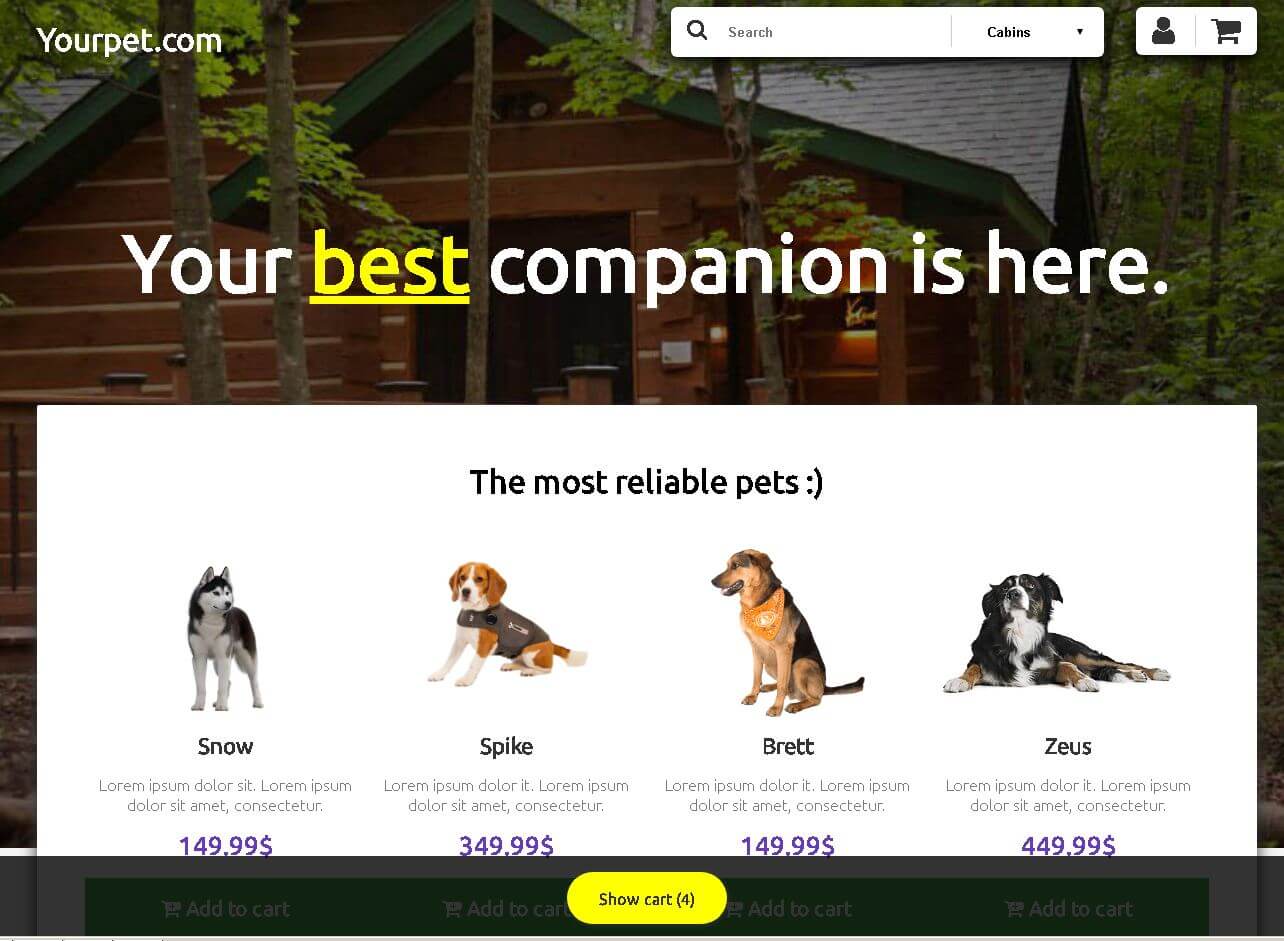 Yourpet.com
Search
Cabins
Your best companion is here.
The most reliable pets :)
Snow
Spike
Brett
Zeus
Lorem ipsum dolor sit. Lorem ipsum
dolor sit amet, consectetur.
Lorem ipsum dolor it. Lorem ipsum
dolor sit amet, consectetur.
Lorem ipsum dolor it. Lorem ipsum
dolor sit amet, consectetur.
Lorem ipsum dolor it. Lorem ipsum
dolor sit amet, consectetur.
149,99$
349,99$
149,99$
449,99$
Add to cart
Add to cart
Add to cart
Add to cart
Show cart (4)